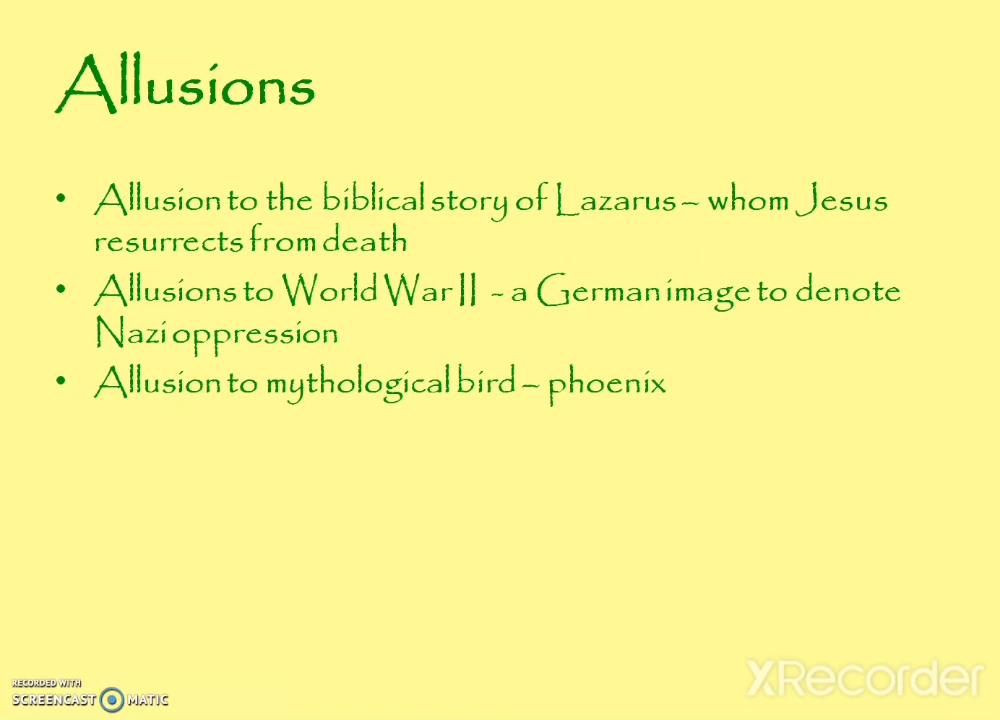 Allusions
• Allusion to the biblical story of Lazarus – whom Jesus
resurrects from death
• Allusions to World War II - a German image to denote
Nazi oppression
• Allusion to mythological bird – phoenix
RECORDED WITH
SCREENCAST MATIC
XRecorder